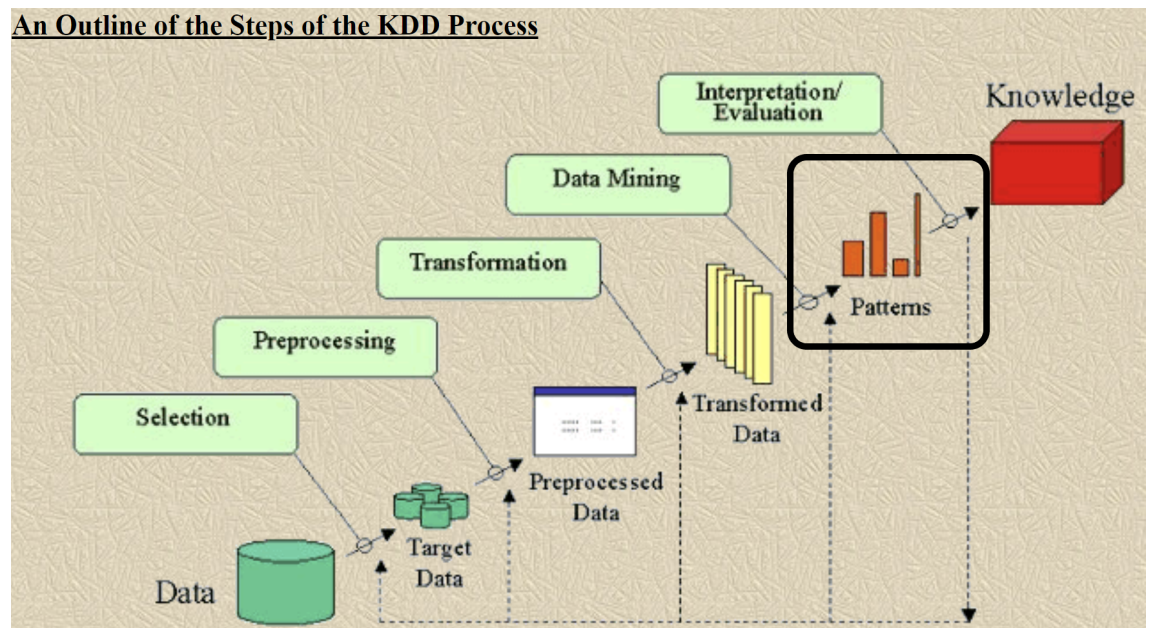 An Outline of the Steps of the KDD Process
Interpretation/
Evaluation
Knowledge
Data Mining
Transformation
Patterns
Preprocessing
Transformed
Data
Selection
Preprocessed
Data
Target
Data
Data